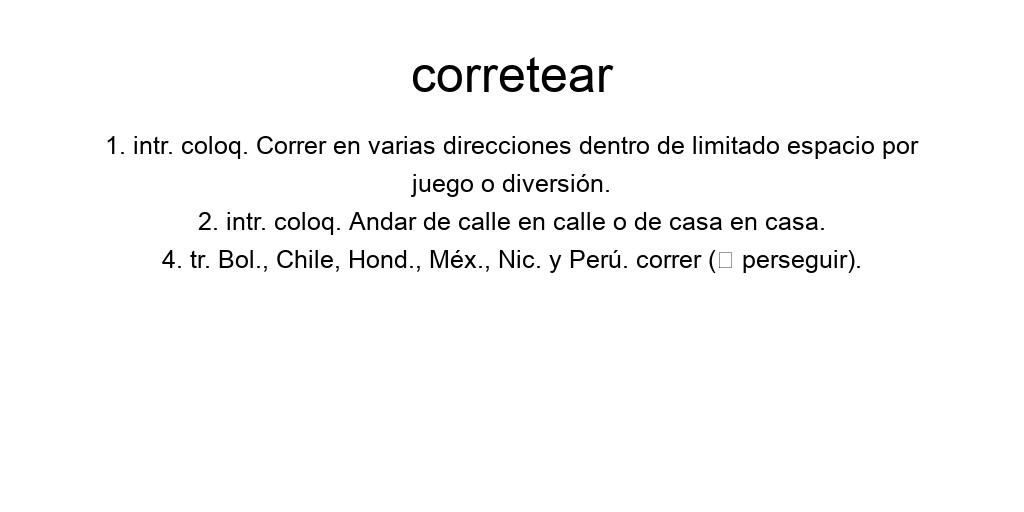 corretear
1. intr. coloq. Correr en varias direcciones dentro de limitado espacio por
juego o diversión.
2. intr. coloq. Andar de calle en calle o de casa en casa.
4. tr. Bol., Chile, Hond., Méx., Nic. y Perú. correr (□ perseguir).